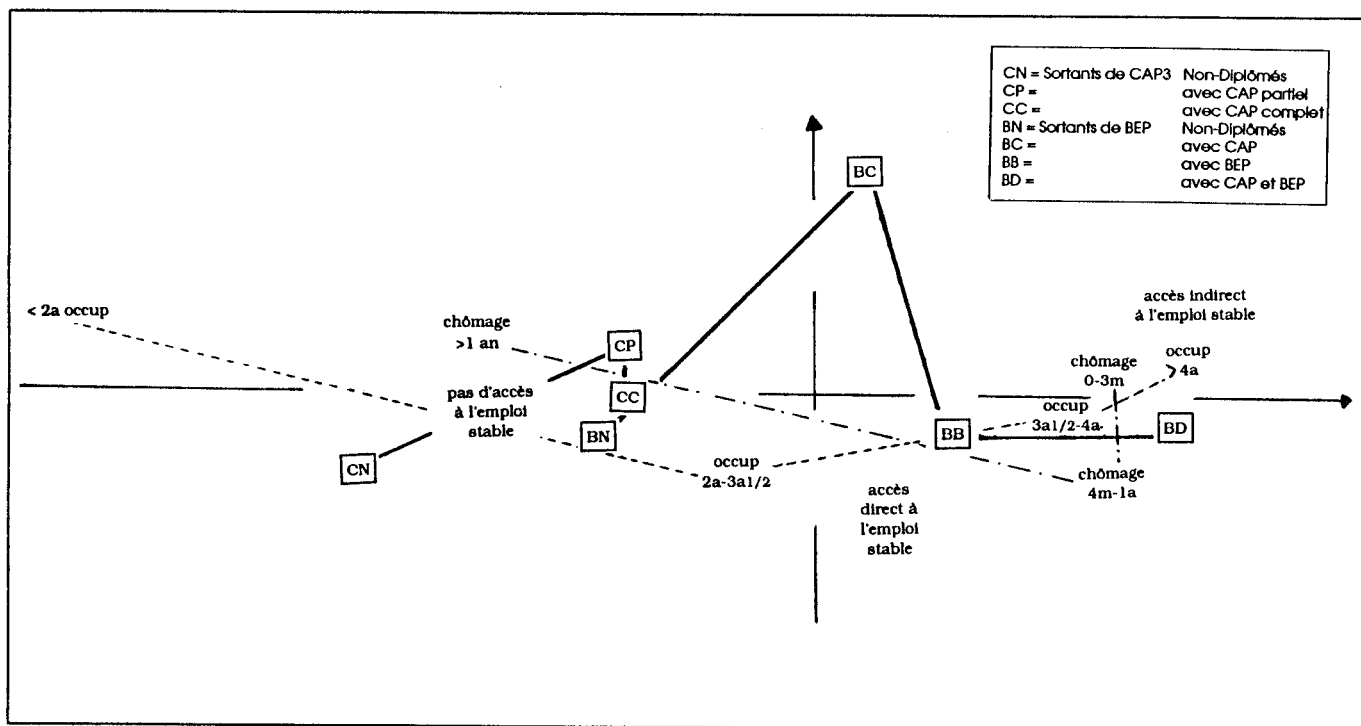 CN = Sortants de CAP3 Non-Diplômés
CP = avec CAP partiel
CC = avec CAP complet
BN = Sortants de BEP Non-Diplômés
BC = avec CAP
BB = avec BEP
BD = avec CAP et BEP
BC
accès indirect
à l'emploi stable
< 2a occup
chômage
>1 an
CP
chômage
0-3m
occup
4a
pas d'accès
à l'emploi
stable
CC
occup
3a1/2-4a
BN
BB
BD
CN
occup
2a-3a1/2
chômage
4m-1a
accès
direct à
l'emploi
stable